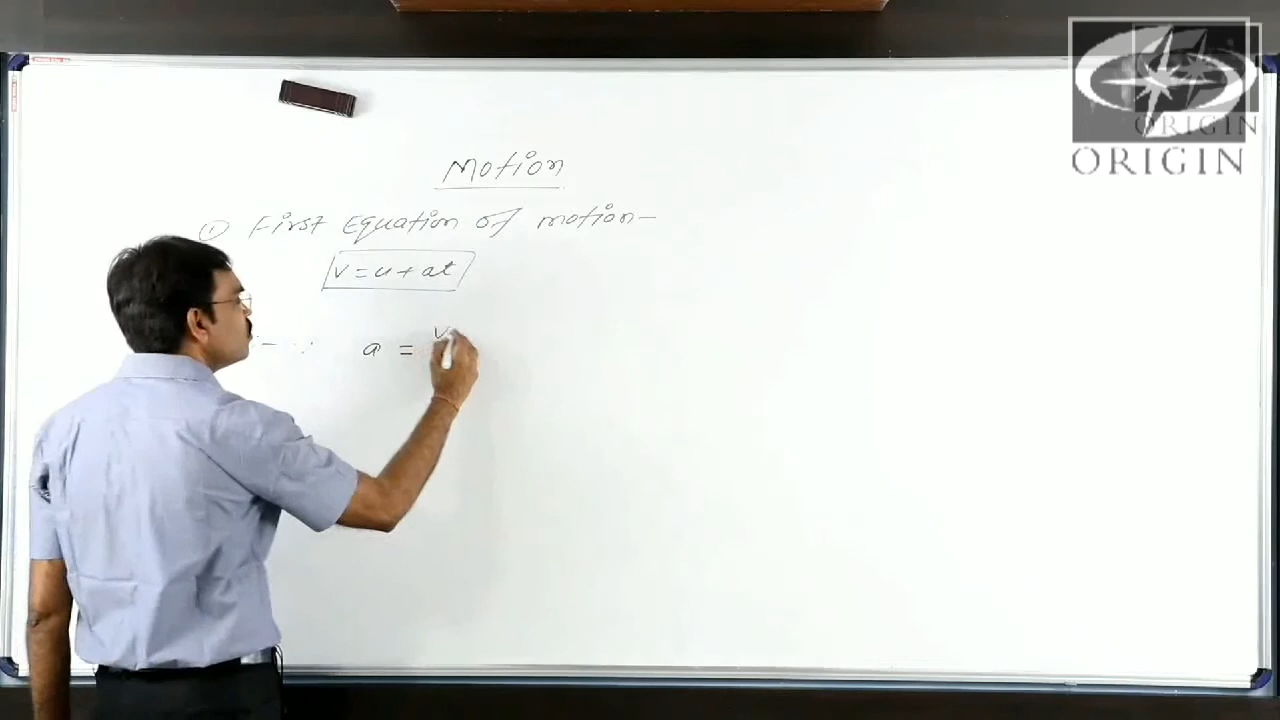 ORIGIN
ORIGIN
Motion
① First Equation of motion-
v = u + at
:- ∵ a = v